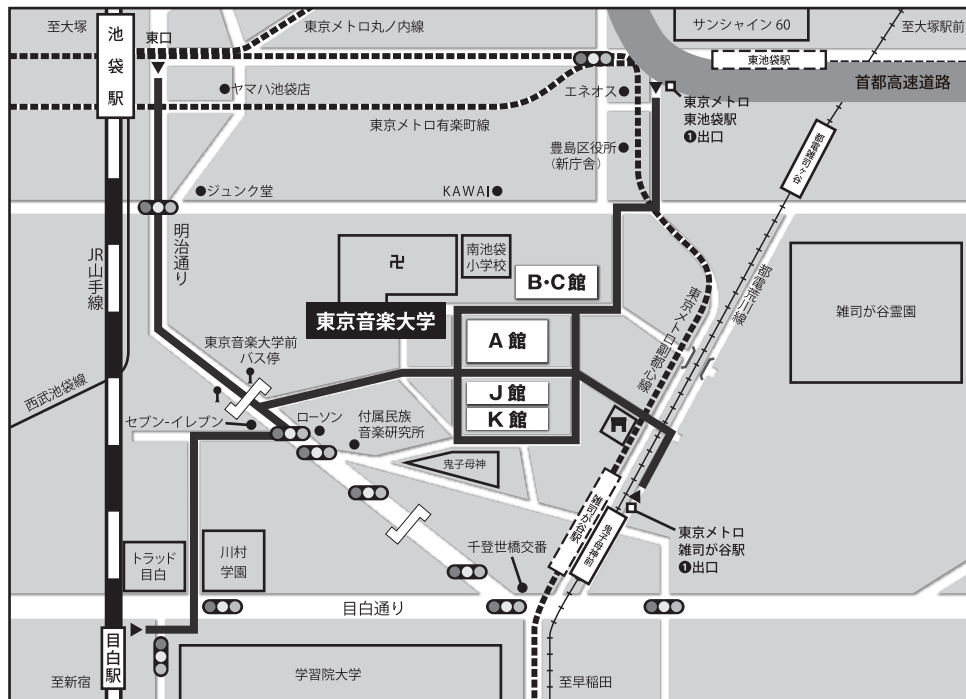 至大塚
東京メトロ丸ノ内線
サンシャイン60
至大塚駅前
池袋駅
東口
東池袋駅
首都高速道路
ヤマハ池袋店
エネオス
東京メトロ
東池袋駅
❶出口
東京メトロ有楽町線
豊島区役所
(新庁舎)
都電雑司ヶ谷
ジュンク堂
KAWAI
明治通り
JR山手線
卍
南池袋
小学校
B・C館
都電荒川線
東京音楽大学
A館
東京メトロ副都心線
雑司が谷霊園
東京音楽大学前
バス停
西武池袋線
J館
K館
セブン-イレブン
ローソン
付属民族
音楽研究所
鬼子母神
雑司が谷駅
鬼子母神前
東京メトロ
雑司が谷駅
❶出口
トラッド
目白
川村
学園
千登世橋交番
目白通り
目白駅
至新宿
学習院大学
至早稲田